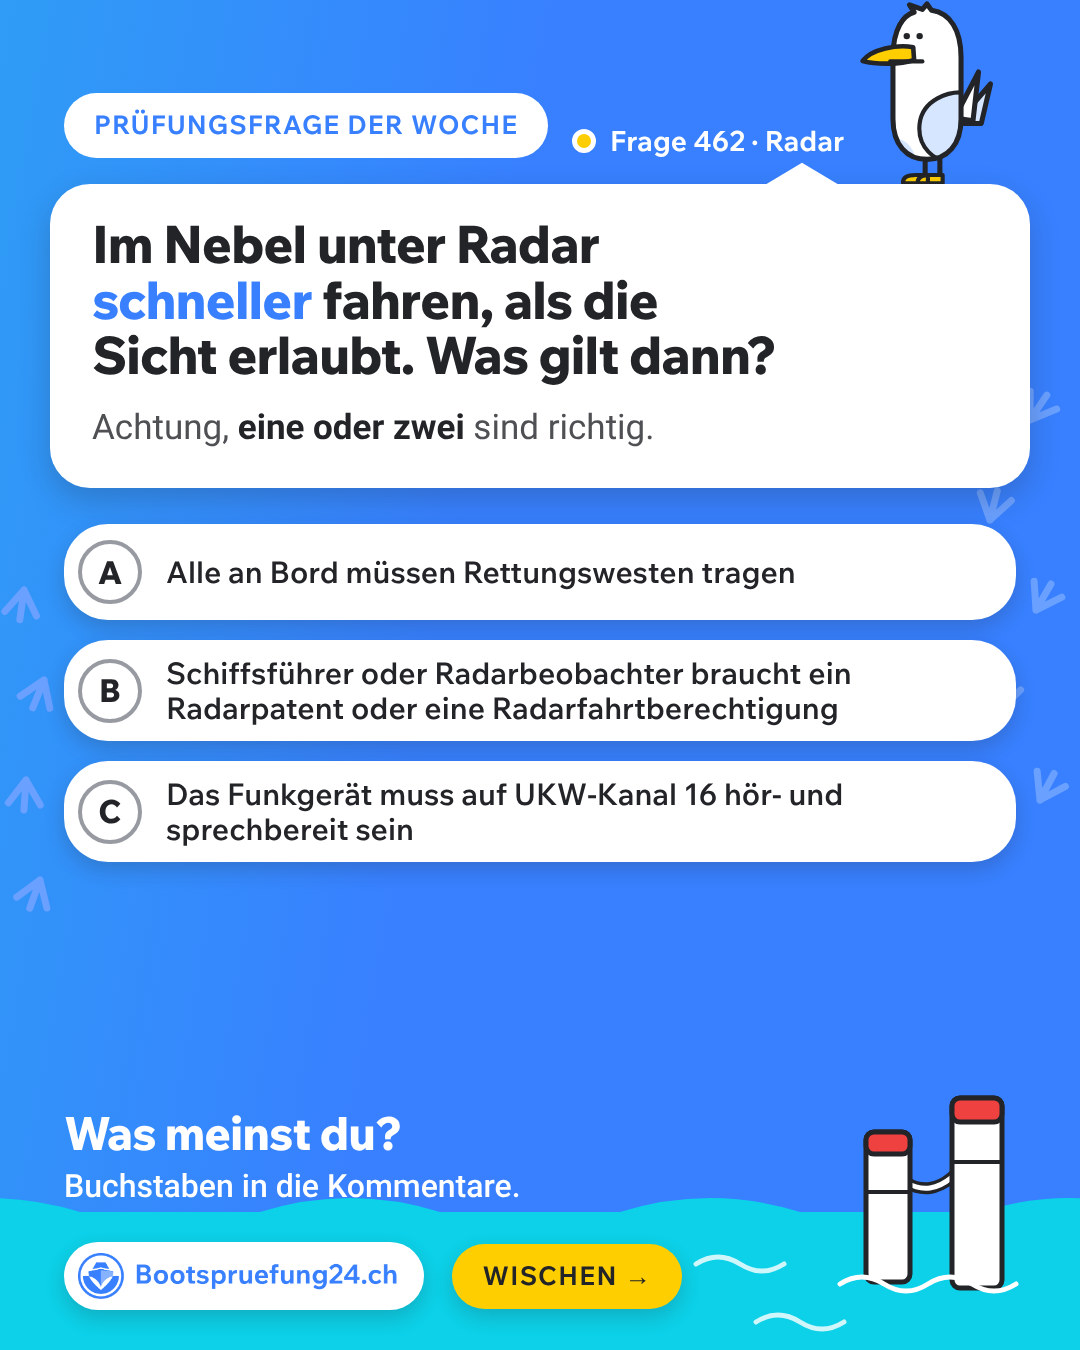 PRÜFUNGSFRAGE DER WOCHE
Frage 462 · Radar
Im Nebel unter Radar
schneller fahren, als die
Sicht erlaubt. Was gilt dann?
Achtung, eine oder zwei sind richtig.
A Alle an Bord müssen Rettungswesten tragen
B Schiffsführer oder Radarbeobachter braucht ein
Radarpatent oder eine Radarfahrtberechtigung
C Das Funkgerät muss auf UKW-Kanal 16 hör- und
sprechbereit sein
Was meinst du?
Buchstaben in die Kommentare.
Bootspruefung24.ch
WISCHEN →